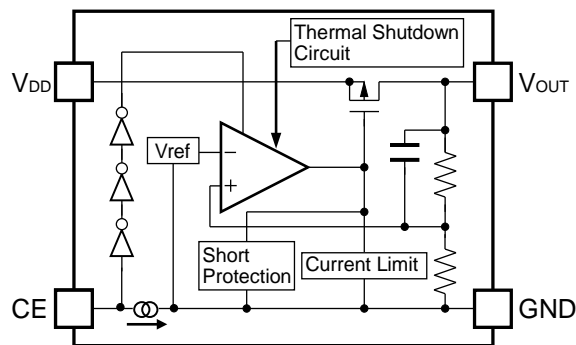 Thermal Shutdown
Circuit
VDD
VOUT
Vref
−
+
Short
Protection
Current Limit
CE
GND